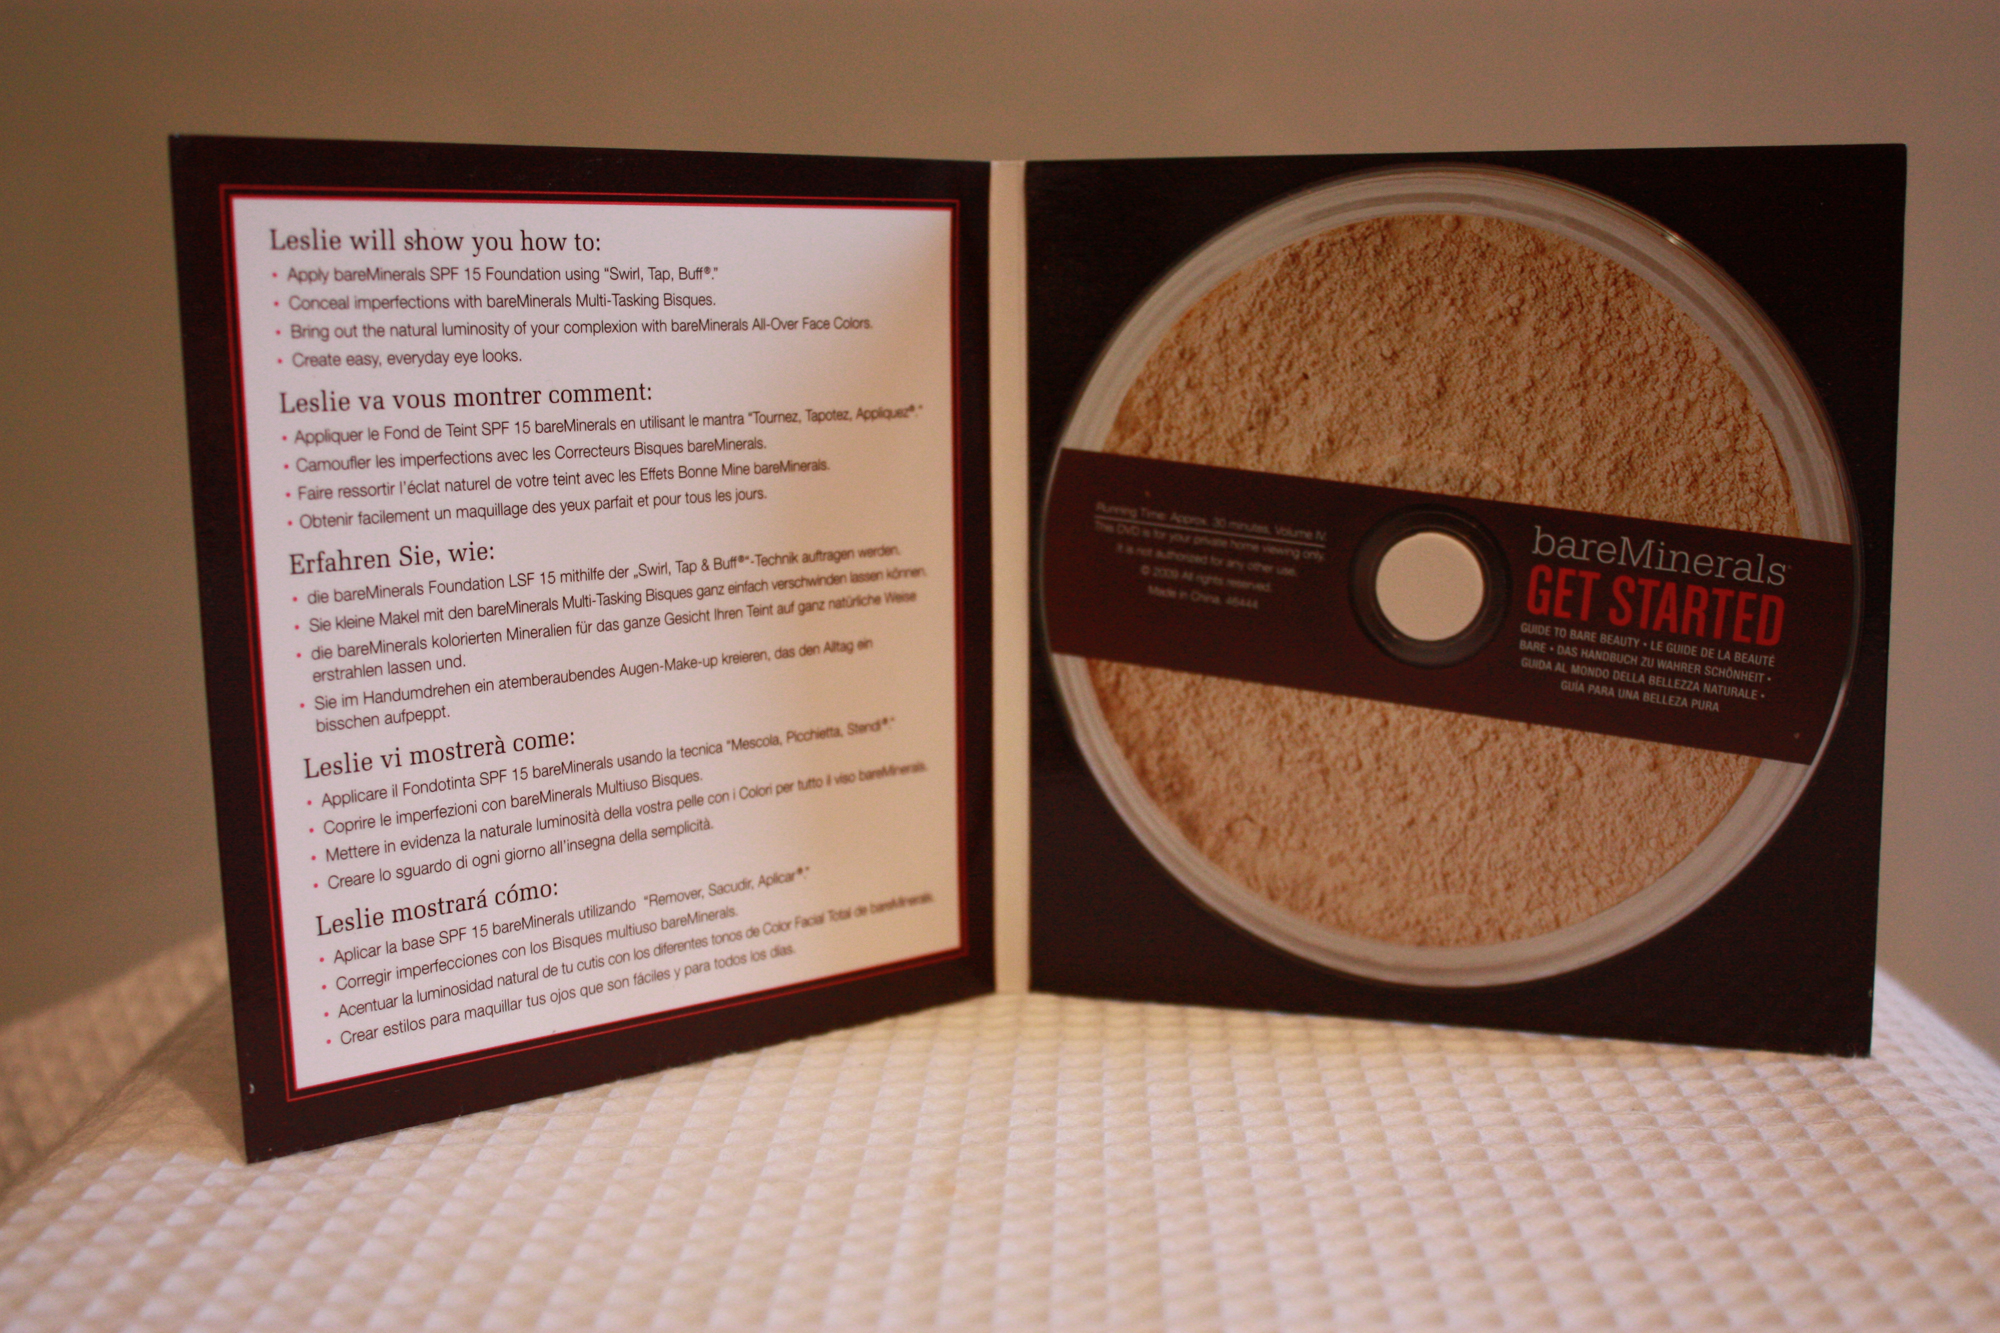 Leslie will show you how to:
• Apply bareMinerals SPF 15 Foundation using “Swirl, Tap, Buff®.”
• Conceal imperfections with bareMinerals Multi-Tasking Bisques.
• Bring out the natural luminosity of your complexion with bareMinerals All-Over Face Colors.
• Create easy, everyday eye looks.
Leslie va vous montrer comment:
• Appliquer le Fond de Teint SPF 15 bareMinerals en utilisant le mantra “Tournez, Tapotez, Appliquez®.”
• Camoufler les imperfections avec les Correcteurs Bisques bareMinerals.
• Faire ressortir l’éclat naturel de votre teint avec les Effets Bonne Mine bareMinerals.
• Obtenir facilement un maquillage des yeux parfait et pour tous les jours.
Erfahren Sie, wie:
• die bareMinerals Foundation LSF 15 mithilfe der „Swirl, Tap & Buff®“-Technik auftragen werden.
• Sie kleine Makel mit den bareMinerals Multi-Tasking Bisques ganz einfach verschwinden lassen können.
• die bareMinerals kolorierten Mineralien für das ganze Gesicht Ihren Teint auf ganz natürliche Weise
erstrahlen lassen und.
• Sie im Handumdrehen ein atemberaubendes Augen-Make-up kreieren, das den Alltag ein
bisschen aufpeppt.
Leslie vi mostrerà come:
• Applicare il Fondotinta SPF 15 bareMinerals usando la tecnica “Mescola, Picchietta, Stendi®.”
• Coprire le imperfezioni con bareMinerals Multiuso Bisques.
• Mettere in evidenza la naturale luminosità della vostra pelle con i Colori per tutto il viso bareMinerals.
• Creare lo sguardo di ogni giorno all’insegna della semplicità.
Leslie mostrará cómo:
• Aplicar la base SPF 15 bareMinerals utilizando “Remover, Sacudir, Aplicar®.”
• Corregir imperfecciones con los Bisques multiuso bareMinerals.
• Acentuar la luminosidad natural de tu cutis con los diferentes tonos de Color Facial Total de bareMinerals.
• Crear estilos para maquillar tus ojos que son fáciles y para todos los días.
Running Time: Approx. 30 minutes. Volume IV.
This DVD is for your private home viewing only.
It is not authorized for any other use.
© 2009 All rights reserved.
Made in China. 46444
bareMinerals
GET STARTED
GUIDE TO BARE BEAUTY • LE GUIDE DE LA BEAUTÉ
BARE • DAS HANDBUCH ZU WAHRER SCHÖNHEIT •
GUIDA AL MONDO DELLA BELLEZZA NATURALE •
GUÍA PARA UNA BELLEZA PURA